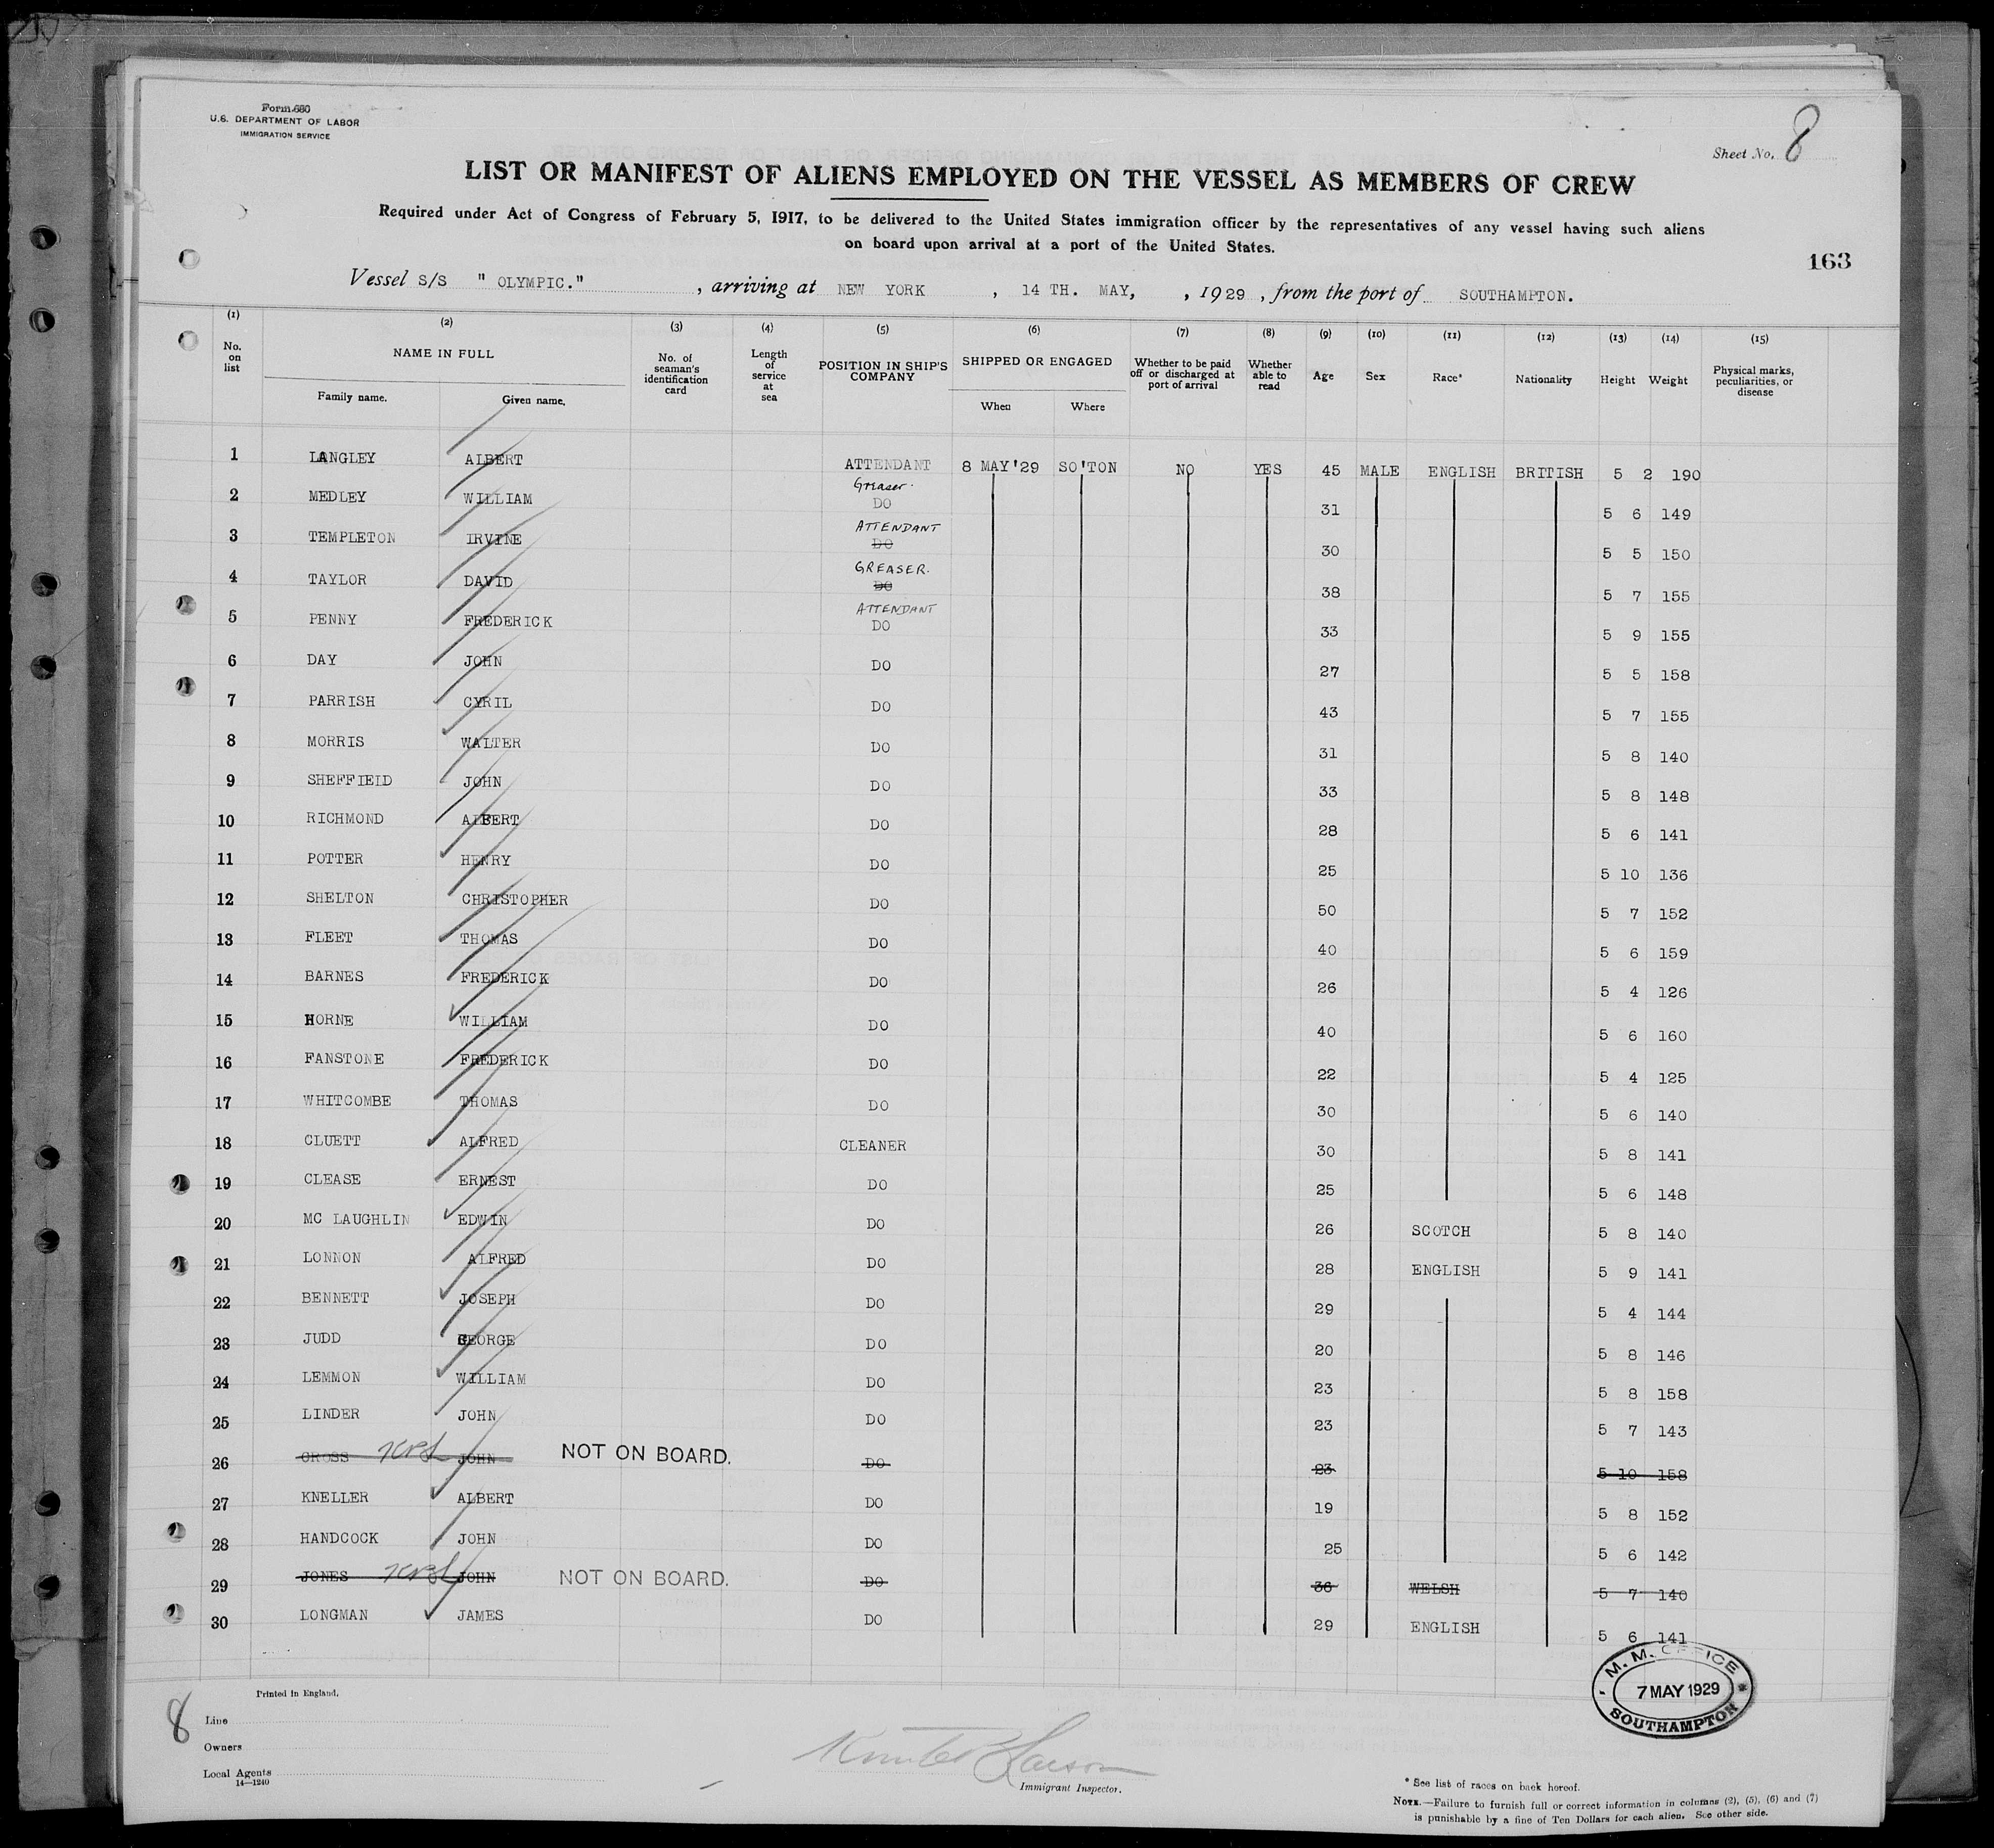 Form 680
U.S. DEPARTMENT OF LABOR
IMMIGRATION SERVICE
Sheet No. 8
LIST OR MANIFEST OF ALIENS EMPLOYED ON THE VESSEL AS MEMBERS OF CREW
Required under Act of Congress of February 5, 1917, to be delivered to the United States immigration officer by the representatives of any vessel having such aliens
on board upon arrival at a port of the United States.
163
Vessel S/S " OLYMPIC." , arriving at NEW YORK , 14 TH. MAY, , 1929 , from the port of SOUTHAMPTON.
(1) (2) (3) (4) (5) (6) (7) (8) (9) (10) (11) (12) (13) (14) (15)
No. on list NAME IN FULL No. of seaman's identification card Length of service at sea POSITION IN SHIP'S COMPANY SHIPPED OR ENGAGED Whether to be paid off or discharged at port of arrival Whether able to read Age Sex Race* Nationality Height Weight Physical marks, peculiarities, or disease
Family name. Given name. When Where
1 LANGLEY ALBERT ATTENDANT 8 MAY'29 SO'TON NO YES 45 MALE ENGLISH BRITISH 5 2 190
Greaser.
2 MEDLEY WILLIAM DO 31 5 6 149
ATTENDANT
3 TEMPLETON IRVINE DO 30 5 5 150
GREASER.
4 TAYLOR DAVID DO 38 5 7 155
ATTENDANT
5 PENNY FREDERICK DO 33 5 9 155
6 DAY JOHN DO 27 5 5 158
7 PARRISH CYRIL DO 43 5 7 155
8 MORRIS WALTER DO 31 5 8 140
9 SHEFFIELD JOHN DO 33 5 8 148
10 RICHMOND ALBERT DO 28 5 6 141
11 POTTER HENRY DO 25 5 10 136
12 SHELTON CHRISTOPHER DO 50 5 7 152
13 FLEET THOMAS DO 40 5 6 159
14 BARNES FREDERICK DO 26 5 4 126
15 HORNE WILLIAM DO 40 5 6 160
16 FANSTONE FREDERICK DO 22 5 4 125
17 WHITCOMBE THOMAS DO 30 5 6 140
18 CLUETT ALFRED CLEANER 30 5 8 141
19 CLEASE ERNEST DO 25 5 6 148
20 MC LAUGHLIN EDWIN DO 26 SCOTCH 5 8 140
21 LONNON ALFRED DO 28 ENGLISH 5 9 141
22 BENNETT JOSEPH DO 29 5 4 144
23 JUDD GEORGE DO 20 5 8 146
24 LEMMON WILLIAM DO 23 5 8 158
25 LINDER JOHN DO 23 5 7 143
26 JOHN NOT ON BOARD. DO 23 5 10 158
27 KNELLER ALBERT DO 19 5 8 152
28 HANDCOCK JOHN DO 25 5 6 142
29 JONES JOHN NOT ON BOARD. DO 36 WELSH 5 7 140
30 LONGMAN JAMES DO 29 ENGLISH 5 6 141
M. M. OFFICE
7 MAY 1929
SOUTHAMPTON
Printed in England.
8
Line
Owners
Local Agents
14—1240
Immigrant Inspector.
* See list of races on back hereof.
NOTE.—Failure to furnish full or correct information in columns (2), (5), (6) and (7)
is punishable by a fine of Ten Dollars for each alien. See other side.